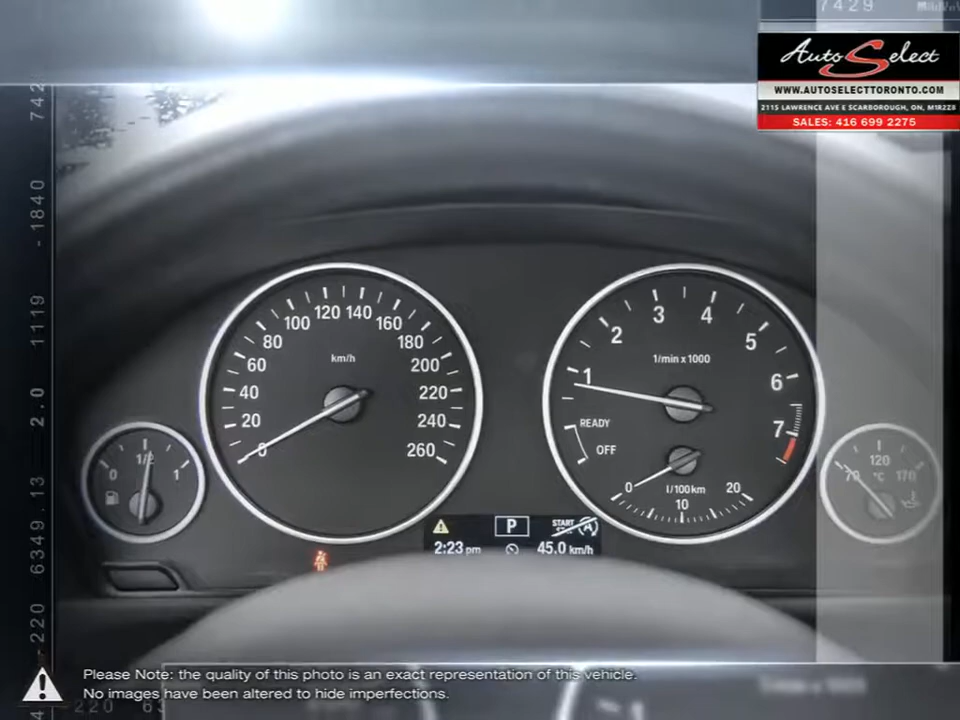 7429
Auto Select
WWW.AUTOSELECTTORONTO.COM
2115 LAWRENCE AVE E SCARBOROUGH, ON, M1R2Z8
SALES: 416 699 2275
220 6349.13 2.0 1119 - 1840 742
0 1/2 1
0 20 40 60 80 100 120 140 160 180 200 220 240 260
km/h
1 2 3 4 5 6 7
1/min x 1000
READY
OFF
0 10 20
l/100km
70 120 170
°C
P
START
2:23 pm
45.0 km/h
Please Note: the quality of this photo is an exact representation of this vehicle.
No images have been altered to hide imperfections.
220 63